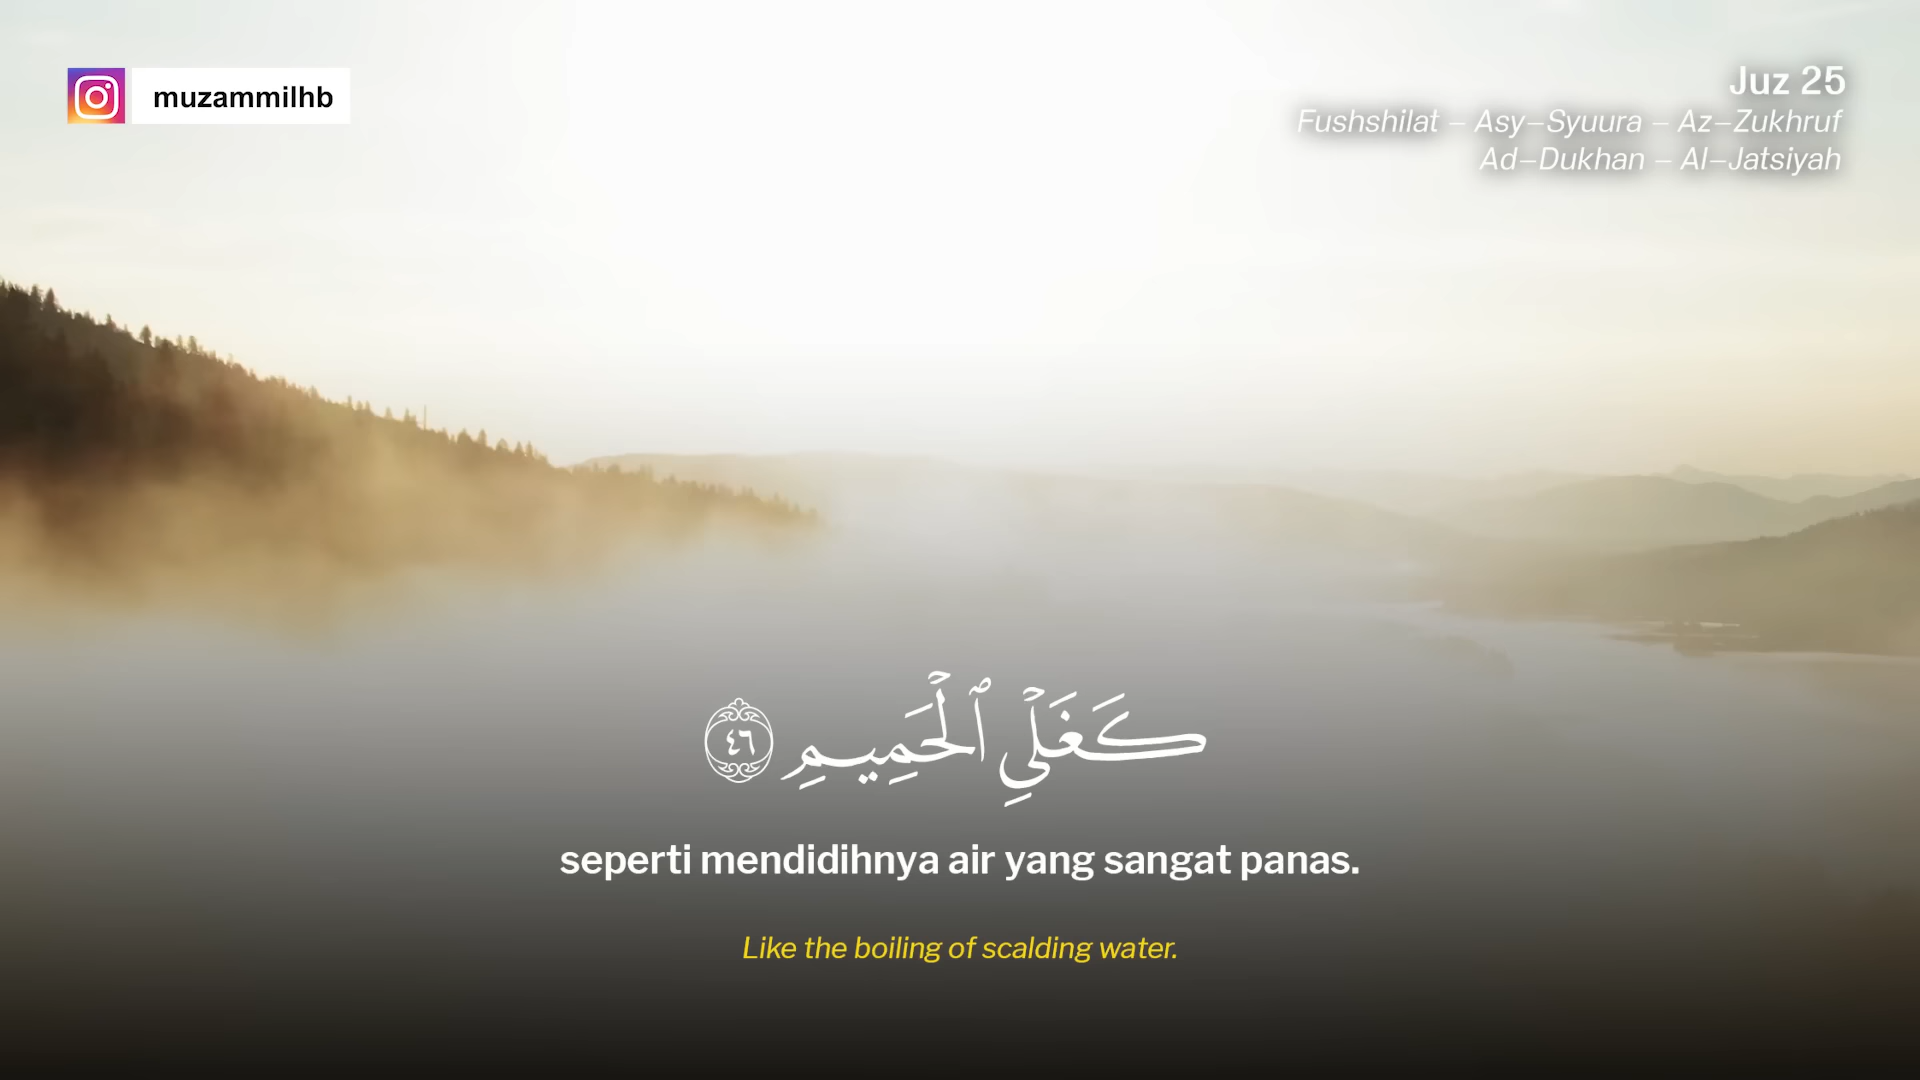 muzammilhb
Juz 25
Fushshilat – Asy–Syuura – Az–Zukhruf
Ad–Dukhan – Al–Jatsiyah
كَغَلْيِ ٱلْحَمِيمِ ٤٦
seperti mendidihnya air yang sangat panas.
Like the boiling of scalding water.